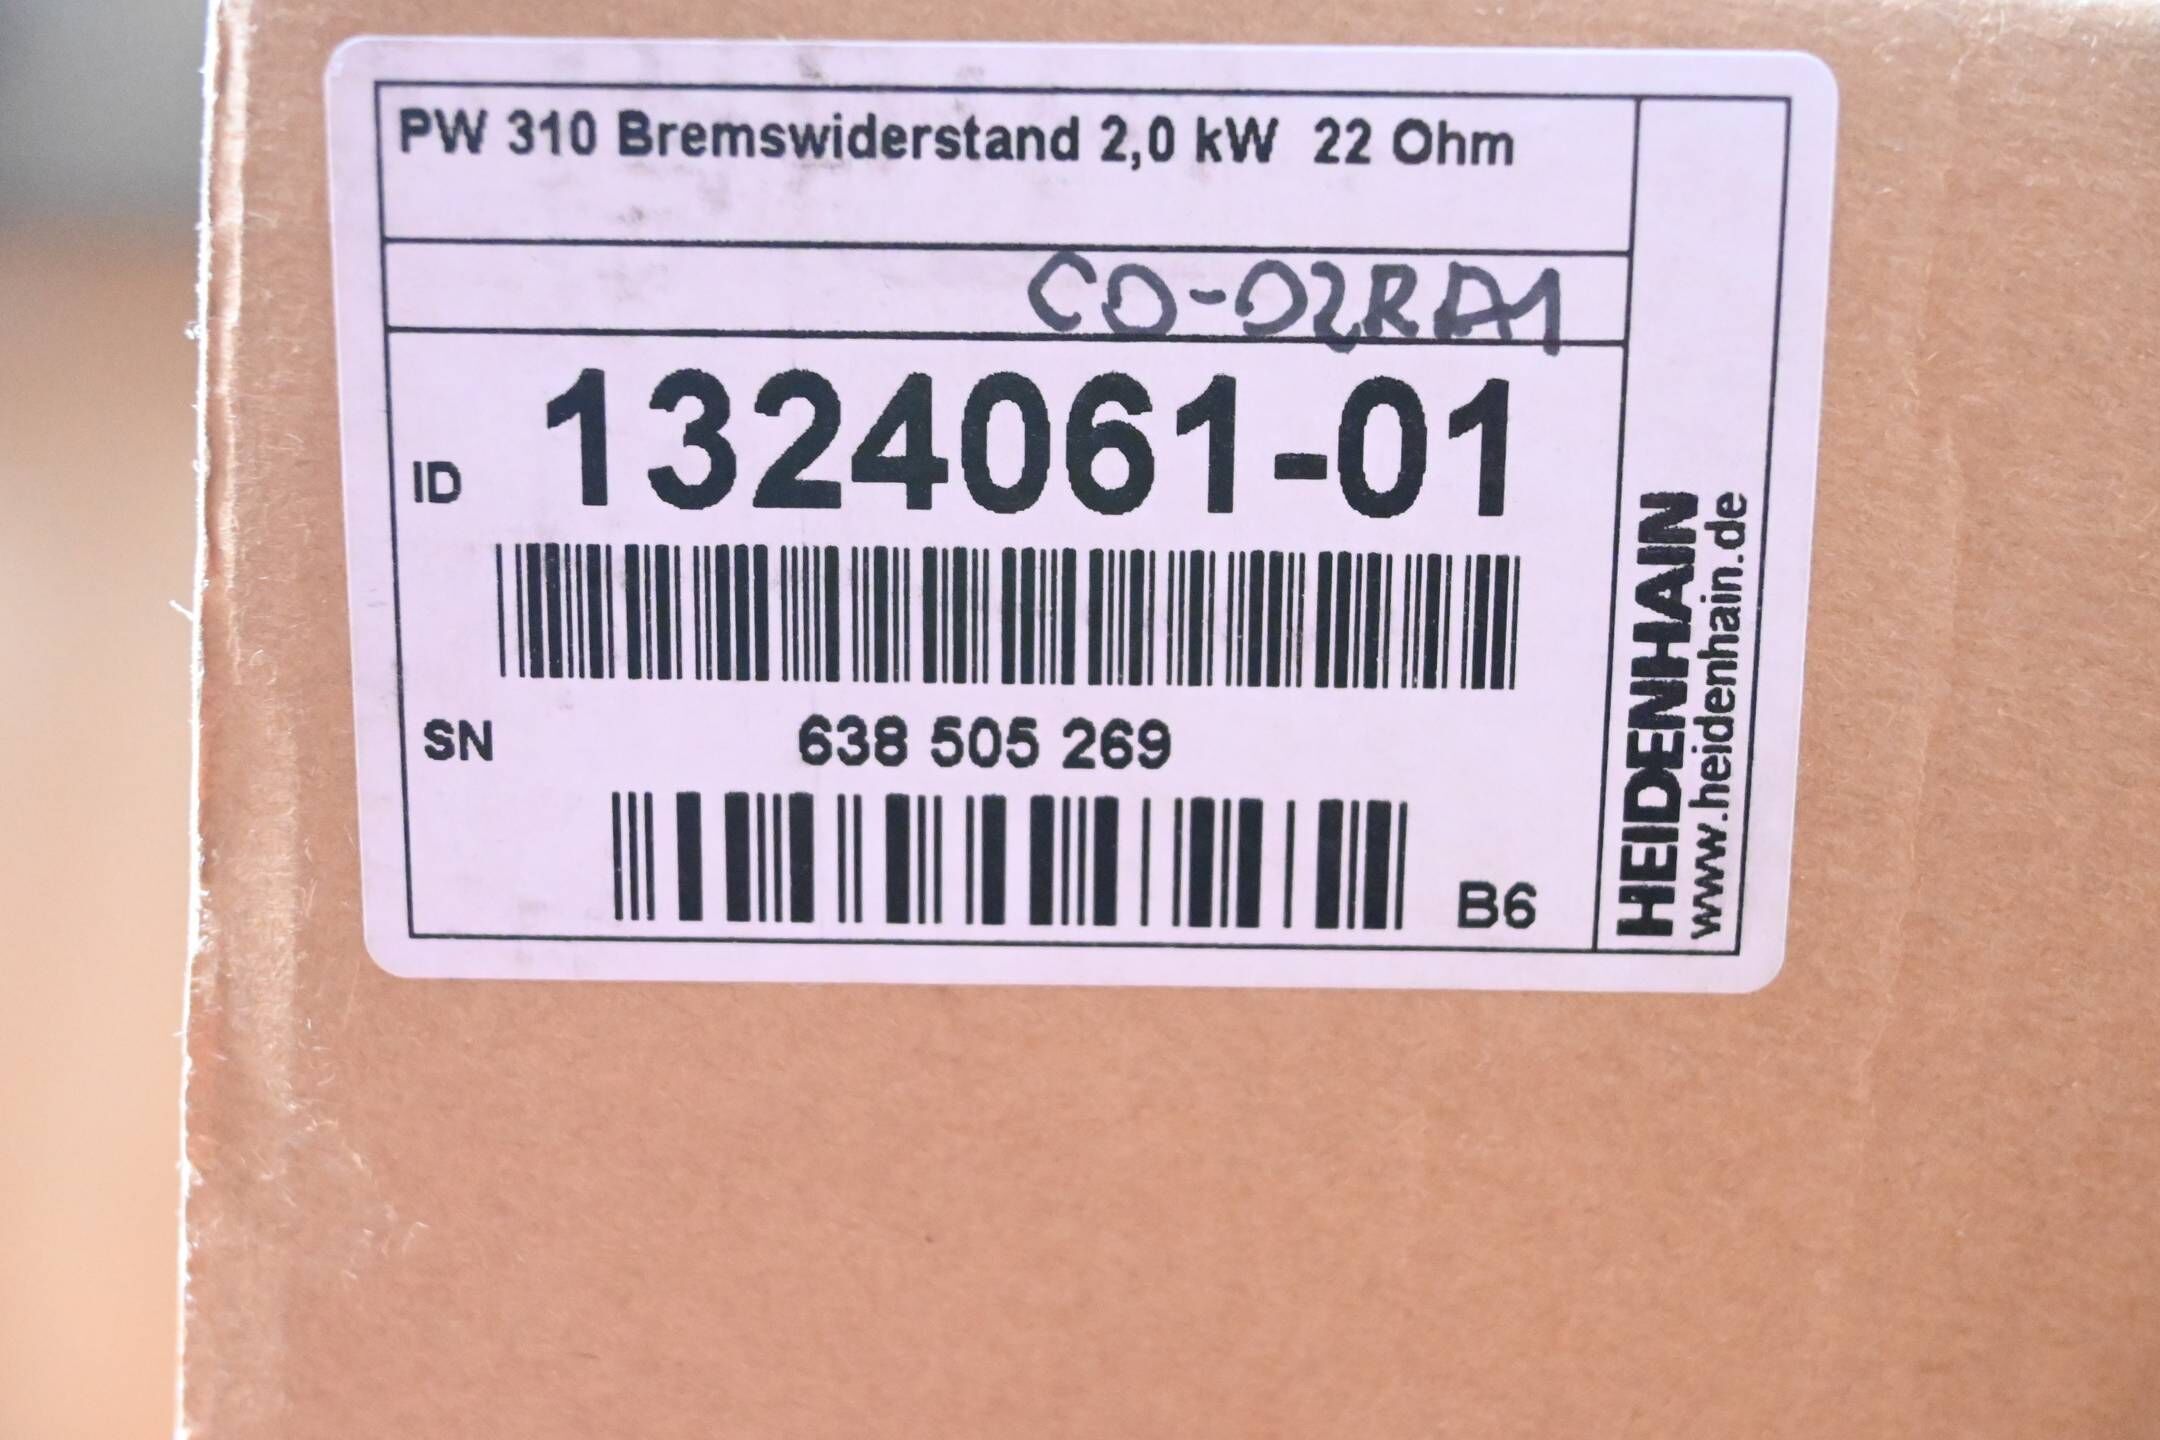 PW 310 Bremswiderstand 2,0 kW 22 Ohm
CO-02RA1
ID 1324061-01
SN 638 505 269
B6
HEIDENHAIN
www.heidenhain.de